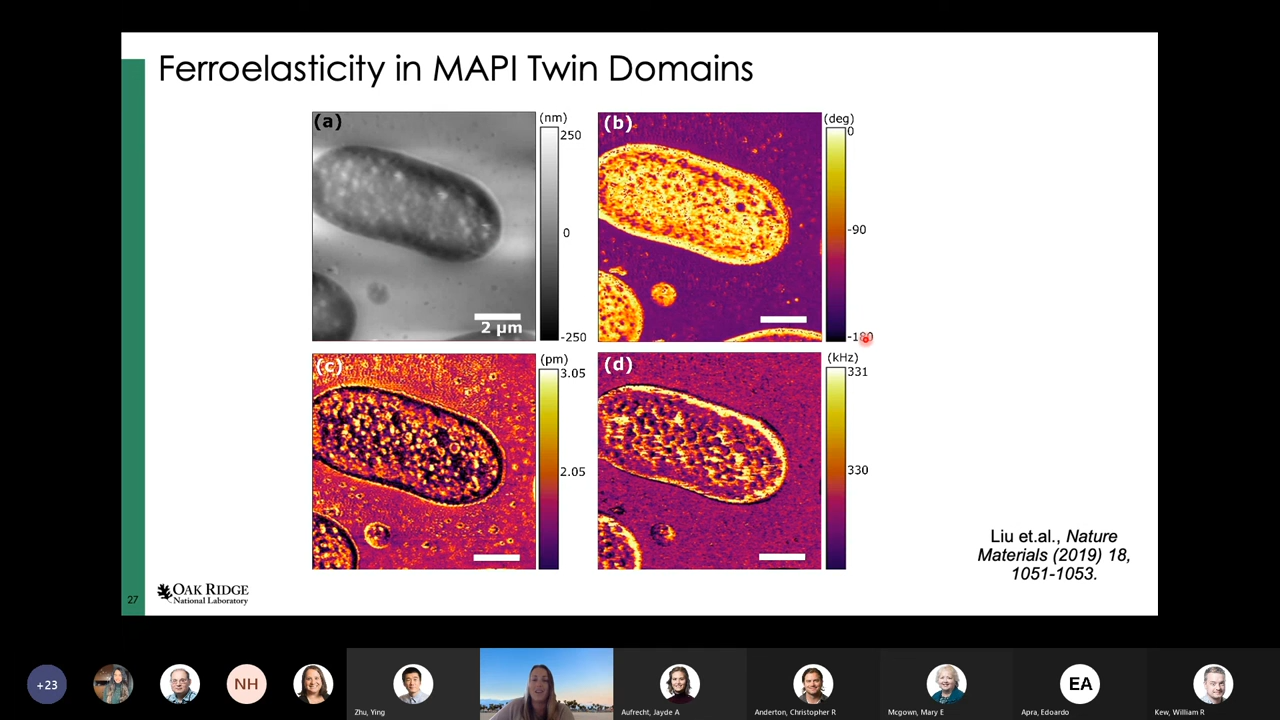 Ferroelasticity in MAPI Twin Domains
(a)
(nm)
250
0
-250
2 µm
(b)
(deg)
0
-90
-180
(c)
(pm)
3.05
2.05
(d)
(kHz)
331
330
Liu et.al., Nature
Materials (2019) 18,
1051-1053.
27
OAK RIDGE
National Laboratory
+23
NH
Zhu, Ying
Aufrecht, Jayde A
Anderton, Christopher R
Mcgown, Mary E
EA
Apra, Edoardo
Kew, William R